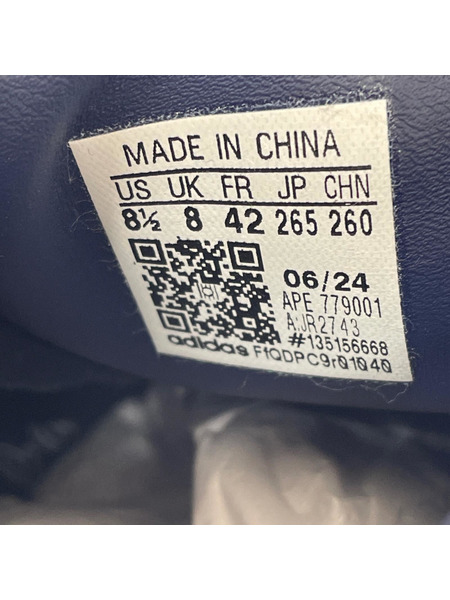 MADE IN CHINA
US UK FR JP CHN
8½ 8 42 265 260
06/24
APE 779001
A:JR2743
#135156668
adidas FfQDPC9r01040